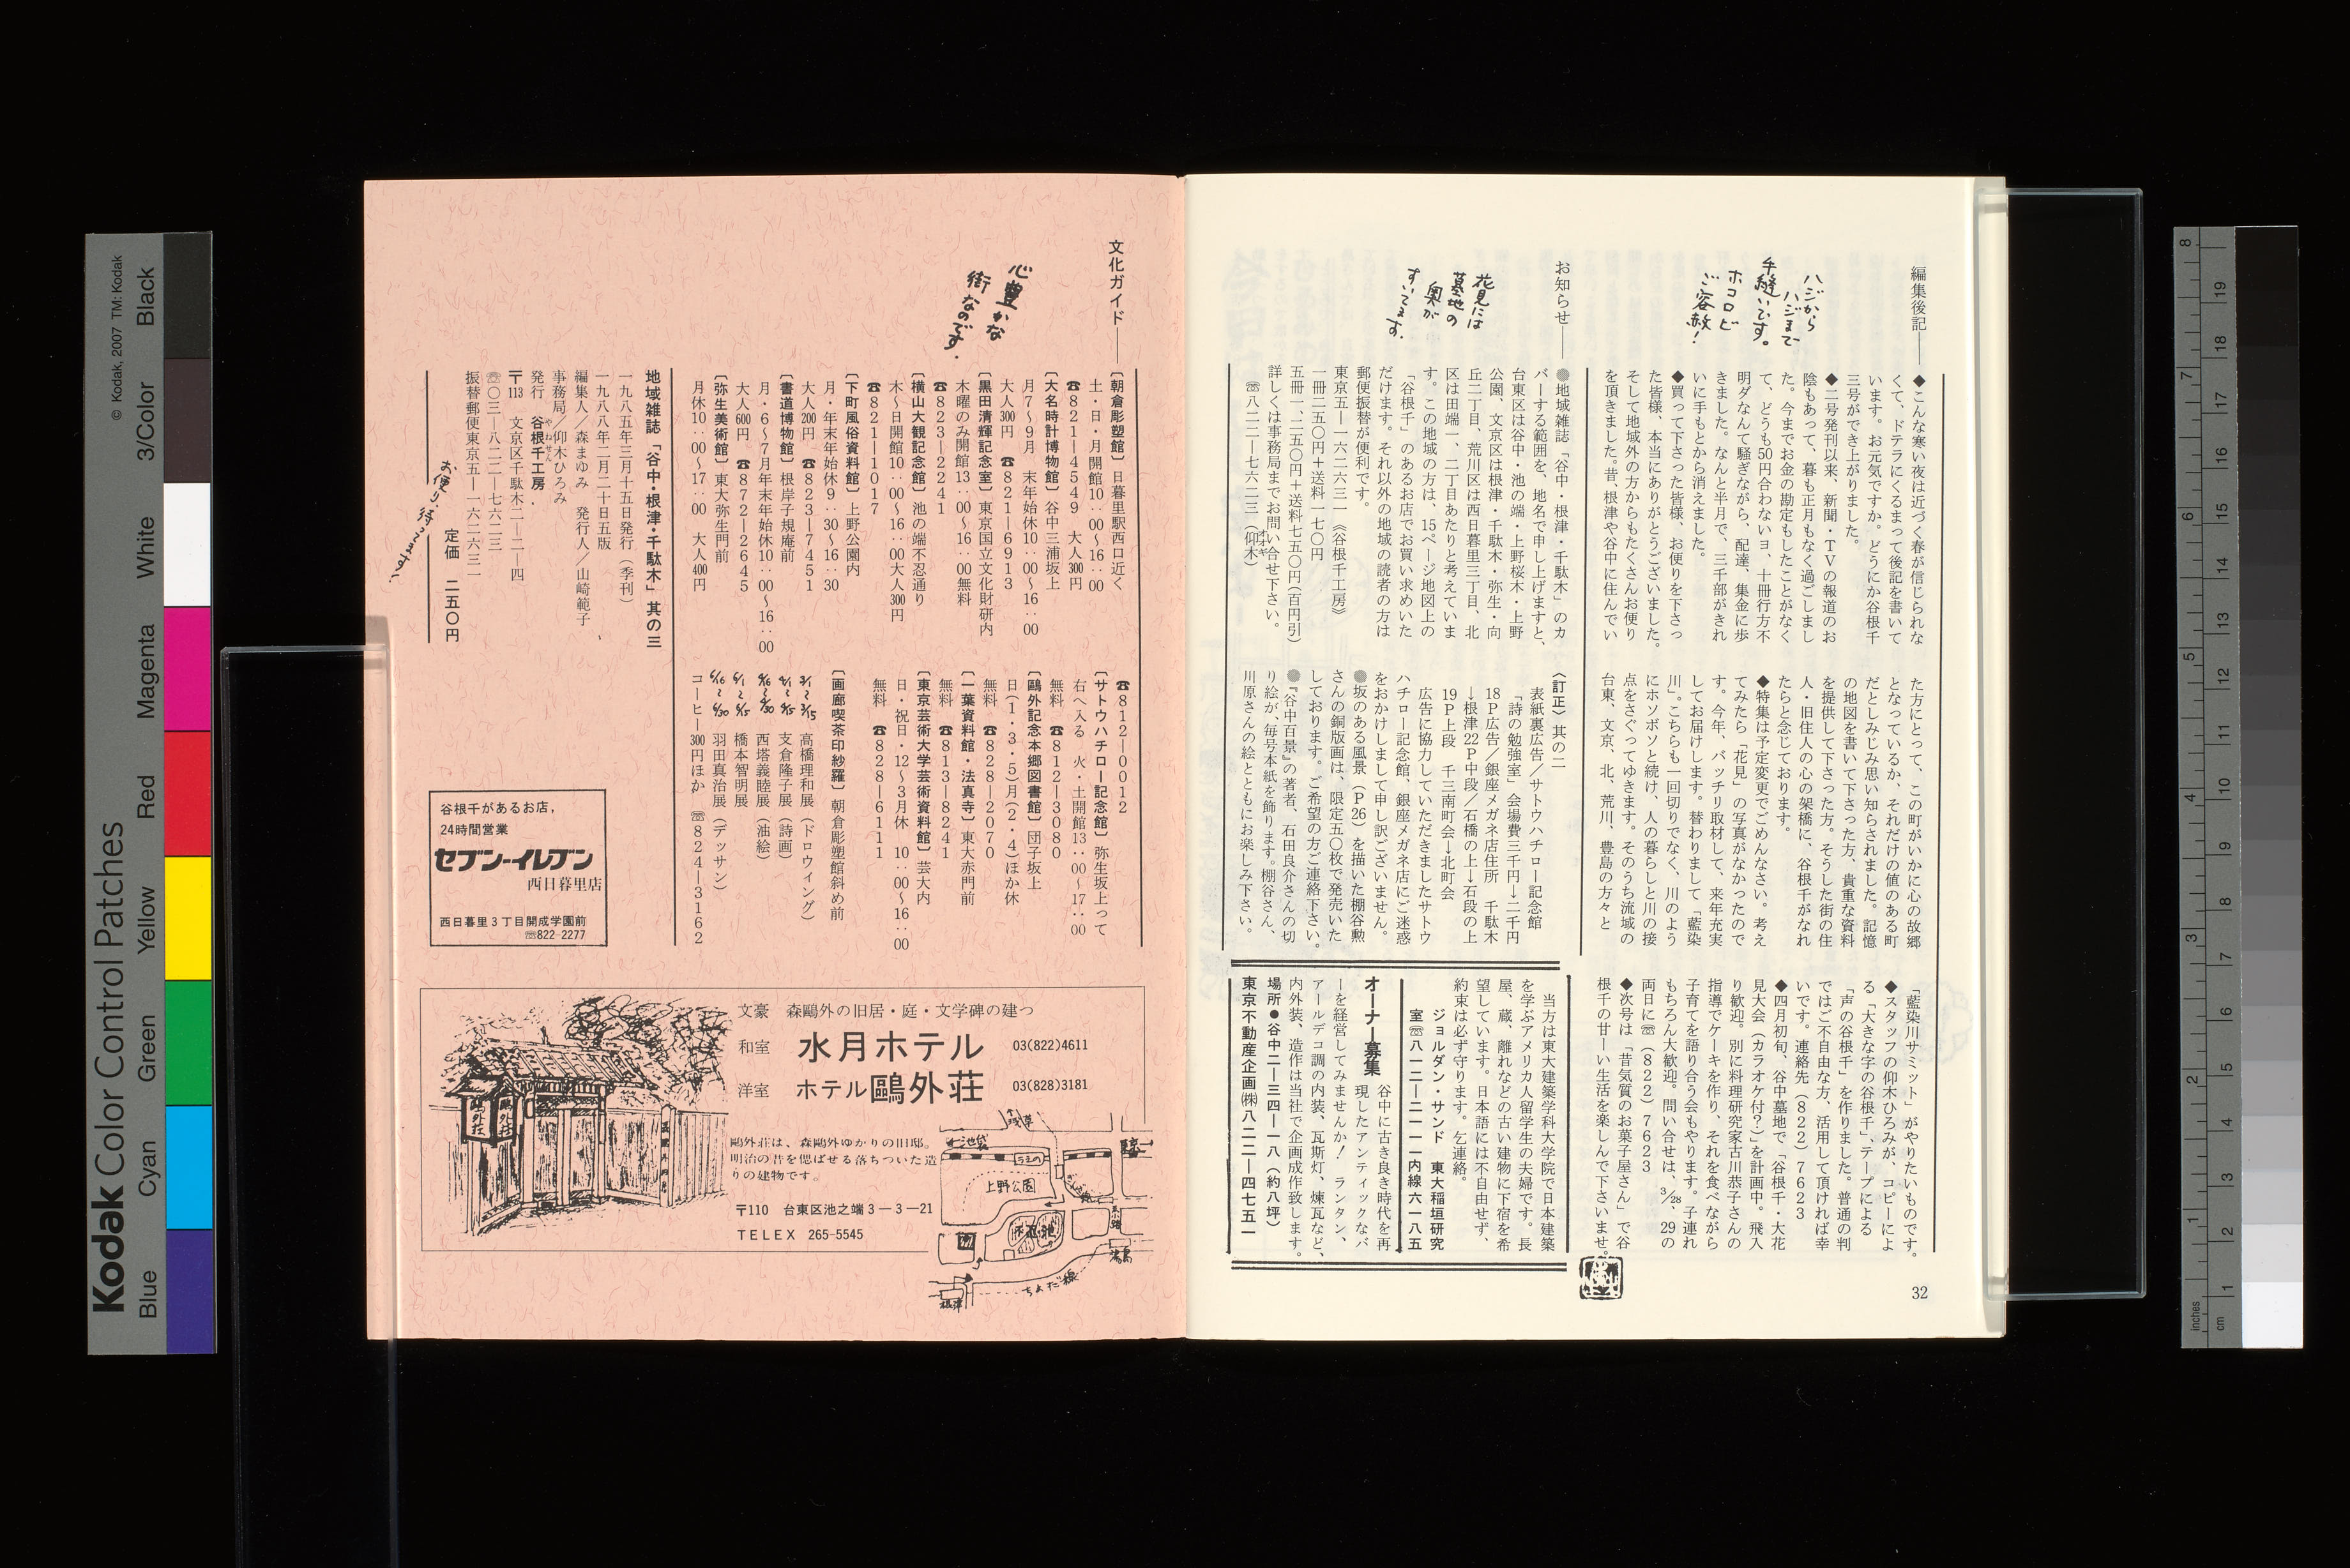 編集後記――
ハジから
ハジまで
手縫いです。
ホコロビ
ご容赦！
◆こんな寒い夜は近づく春が信じられな
くて、ドテラにくるまって後記を書いて
います。お元気ですか。どうにか谷根千
三号ができ上がりました。
◆二号発刊以来、新聞・TVの報道のお
陰もあって、暮も正月もなく過ごしまし
た。今までお金の勘定もしたことがなく
て、どうも50円合わないヨ、十冊行方不
明ダなんて騒ぎながら、配達、集金に歩
きました。なんと半月で、三千部がきれ
いに手もとから消えました。
◆買って下さった皆様、お便りを下さっ
た皆様、本当にありがとうございました。
そして地域外の方からもたくさんお便り
を頂きました。昔、根津や谷中に住んでい
た方にとって、この町がいかに心の故郷
となっているか、それだけの値のある町
だとしみじみ思い知らされました。記憶
の地図を書いて下さった方、貴重な資料
を提供して下さった方。そうした街の住
人・旧住人の心の架橋に、谷根千がなれ
たらと念じております。
◆特集は予定変更でごめんなさい。考え
てみたら「花見」の写真がなかったので
す。今年、バッチリ取材して、来年充実
してお届けします。替わりまして「藍染
川」。こちらも一回切りでなく、川のよう
にホソボソと続け、人の暮らしと川の接
点をさぐってゆきます。そのうち流域の
台東、文京、北、荒川、豊島の方々と
「藍染川サミット」がやりたいものです。
◆スタッフの仰木ひろみが、コピーによ
る「大きな字の谷根千」、テープによる
「声の谷根千」を作りました。普通の判
ではご不自由な方、活用して頂ければ幸
いです。連絡先（822）7623
◆四月初旬、谷中墓地で「谷根千・大花
見大会（カラオケ付？）」を計画中。飛入
り歓迎。別に料理研究家古川恭子さんの
指導でケーキを作り、それを食べながら
子育てを語り合う会もやります。子連れ
もちろん大歓迎。問い合せは、3/28、29の
両日に☏（822）7623
◆次号は「昔気質のお菓子屋さん」で谷
根千の甘ーい生活を楽しんで下さいませ。
お知らせ――
花見には
墓地の
奥が
すいてます。
●地域雑誌「谷中・根津・千駄木」のカ
バーする範囲を、地名で申し上げますと、
台東区は谷中・池の端・上野桜木・上野
公園、文京区は根津・千駄木・弥生・向
丘二丁目、荒川区は西日暮里三丁目、北
区は田端一、二丁目あたりと考えていま
す。この地域の方は、15ページ地図上の
「谷根千」のあるお店でお買い求めいた
だけます。それ以外の地域の読者の方は
郵便振替が便利です。
東京五―一六二六三一《谷根千工房》
一冊二五〇円＋送料一七〇円
五冊一、二五〇円＋送料七五〇円（百円引）
詳しくは事務局までお問い合せ下さい。
☏八二二―七六二三（仰木）
オオギ
〈訂正〉其の二
表紙裏広告／サトウハチロー記念館
「詩の勉強室」会場費三千円→二千円
18P広告／銀座メガネ店住所　千駄木
→根津22P中段／石橋の上→石段の上
19P上段　千三南町会→北町会
広告に協力していただきましたサトウ
ハチロー記念館、銀座メガネ店にご迷惑
をおかけしまして申し訳ございません。
●坂のある風景（P26）を描いた棚谷勲
さんの銅版画は、限定五〇枚で発売いた
しております。ご希望の方ご連絡下さい。
●『谷中百景』の著者、石田良介さんの切
り絵が、毎号本紙を飾ります。棚谷さん、
川原さんの絵とともにお楽しみ下さい。
当方は東大建築学科大学院で日本建築
を学ぶアメリカ人留学生の夫婦です。長
屋、蔵、離れなどの古い建物に下宿を希
望しています。日本語には不自由せず、
約束は必ず守ります。乞連絡。
ジョルダン・サンド　東大稲垣研究
室☏八一二―二一一一内線六一八五
オーナー募集
谷中に古き良き時代を再
現したアンティックなバ
ーを経営してみませんか！ランタン、
アールデコ調の内装、瓦斯灯、煉瓦など、
内外装、造作は当社で企画成作致します。
場所●谷中二―三四―一八（約八坪）
東京不動産企画㈱八二二―四七五一
32
文化ガイド――
心豊かな
街なのです。
〔朝倉彫塑館〕日暮里駅西口近く
土・日・月開館10：00〜16：00
☎821―4549　大人300円
〔大名時計博物館〕谷中三浦坂上
月7〜9月　末年始休10：00〜16：00
大人300円　☎821―6913
〔黒田清輝記念室〕東京国立文化財研内
木曜のみ開館13：00〜16：00無料
☎823―2241
〔横山大観記念館〕池の端不忍通り
木〜日開館10：00〜16：00大人300円
☎821―1017
〔下町風俗資料館〕上野公園内
月・年末年始休9：30〜16：30
大人200円　☎823―7451
〔書道博物館〕根岸子規庵前
月・6〜7月年末年始休10：00〜16：00
大人600円　☎872―2645
〔弥生美術館〕東大弥生門前
月休10：00〜17：00　大人400円
☎812―0012
〔サトウハチロー記念館〕弥生坂上って
右へ入る　火・土開館13：00〜17：00
無料　☎812―3080
〔鷗外記念本郷図書館〕団子坂上
日（1・3・5）月（2・4）ほか休
無料　☎828―2070
〔一葉資料館・法真寺〕東大赤門前
無料　☎813―8241
〔東京芸術大学芸術資料館〕芸大内
日・祝日・12〜3月休　10：00〜16：00
無料　☎828―6111
〔画廊喫茶印紗羅〕朝倉彫塑館斜め前
3/1〜3/15　高橋理和展（ドロウィング）
支倉隆子展（詩画）
西塔義睦展（油絵）
橋本智明展
羽田真治展（デッサン）
コーヒー300円ほか　☏824―3162
地域雑誌「谷中・根津・千駄木」其の三
一九八五年三月十五日発行（季刊）
一九八八年二月二十日五版
編集人／森まゆみ　発行人／山崎範子
事務局／仰木ひろみ
発行　谷根千工房
やねせん
〒113　文京区千駄木二―二―四
☏〇三―八二二―七六二三
振替郵便東京五―一六二六三一
定価　二五〇円
お便り、待ってます。
谷根千があるお店，
24時間営業
セブン-イレブン
西日暮里店
西日暮里3丁目開成学園前
☏822-2277
文豪　森鷗外の旧居・庭・文学碑の建つ
和室　水月ホテル　03(822)4611
洋室　ホテル鷗外荘　03(828)3181
鷗外荘は、森鷗外ゆかりの旧邸。
明治の昔を偲ばせる落ちついた造
りの建物です。
〒110　台東区池之端3―3―21
TELEX　265-5545
鷗外荘
鷗外荘
浅草
池袋
うえの
上野公園
不忍池
湯島
ちよだ線
根津
Kodak Color Control Patches
© Kodak, 2007 TM: Kodak
Blue
Cyan
Green
Yellow
Red
Magenta
White
3/Color
Black
inches
cm
1 2 3 4 5 6 7 8
1 2 3 4 5 6 7 8 9 10 11 12 13 14 15 16 17 18 19